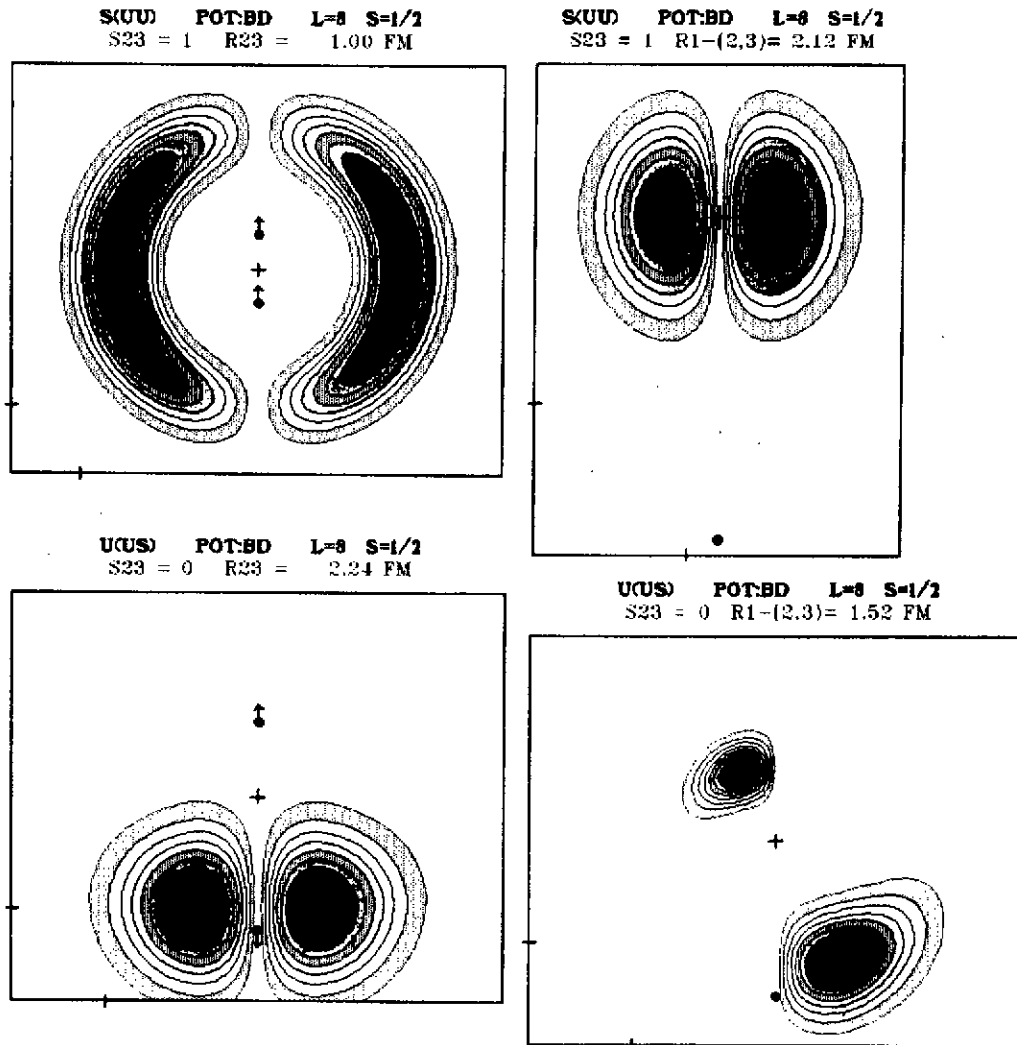 S(UU) POT:BD L=8 S=1/2
S23 = 1 R23 = 1.00 FM
S(UU) POT:BD L=8 S=1/2
S23 = 1 R1-(2,3)= 2.12 FM
U(US) POT:BD L=8 S=1/2
S23 = 0 R23 = 2.24 FM
U(US) POT:BD L=8 S=1/2
S23 = 0 R1-(2,3)= 1.52 FM